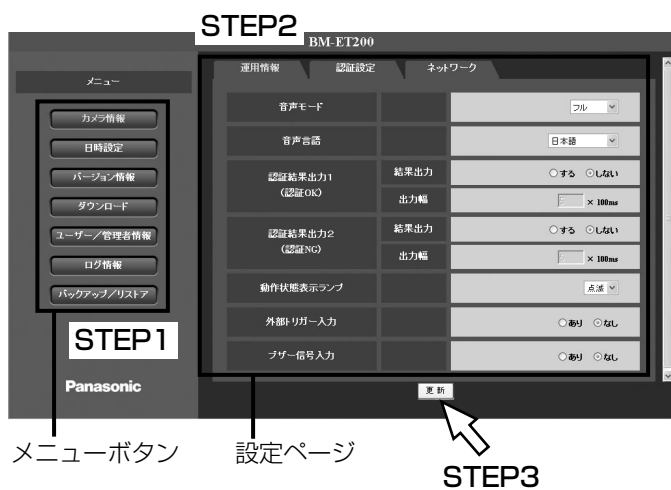 STEP2
BM-ET200
メニュー
カメラ情報
日時設定
バージョン情報
ダウンロード
ユーザー/管理者情報
ログ情報
バックアップ/リストア
STEP1
Panasonic
運用情報 認証設定 ネットワーク
音声モード フル
音声言語 日本語
認証結果出力1
(認証OK)
結果出力 する しない
出力幅 5 × 100ms
認証結果出力2
(認証NG)
結果出力 する しない
出力幅 5 × 100ms
動作状態表示ランプ 点滅
外部トリガー入力 あり なし
ブザー信号入力 あり なし
更新
メニューボタン
設定ページ
STEP3